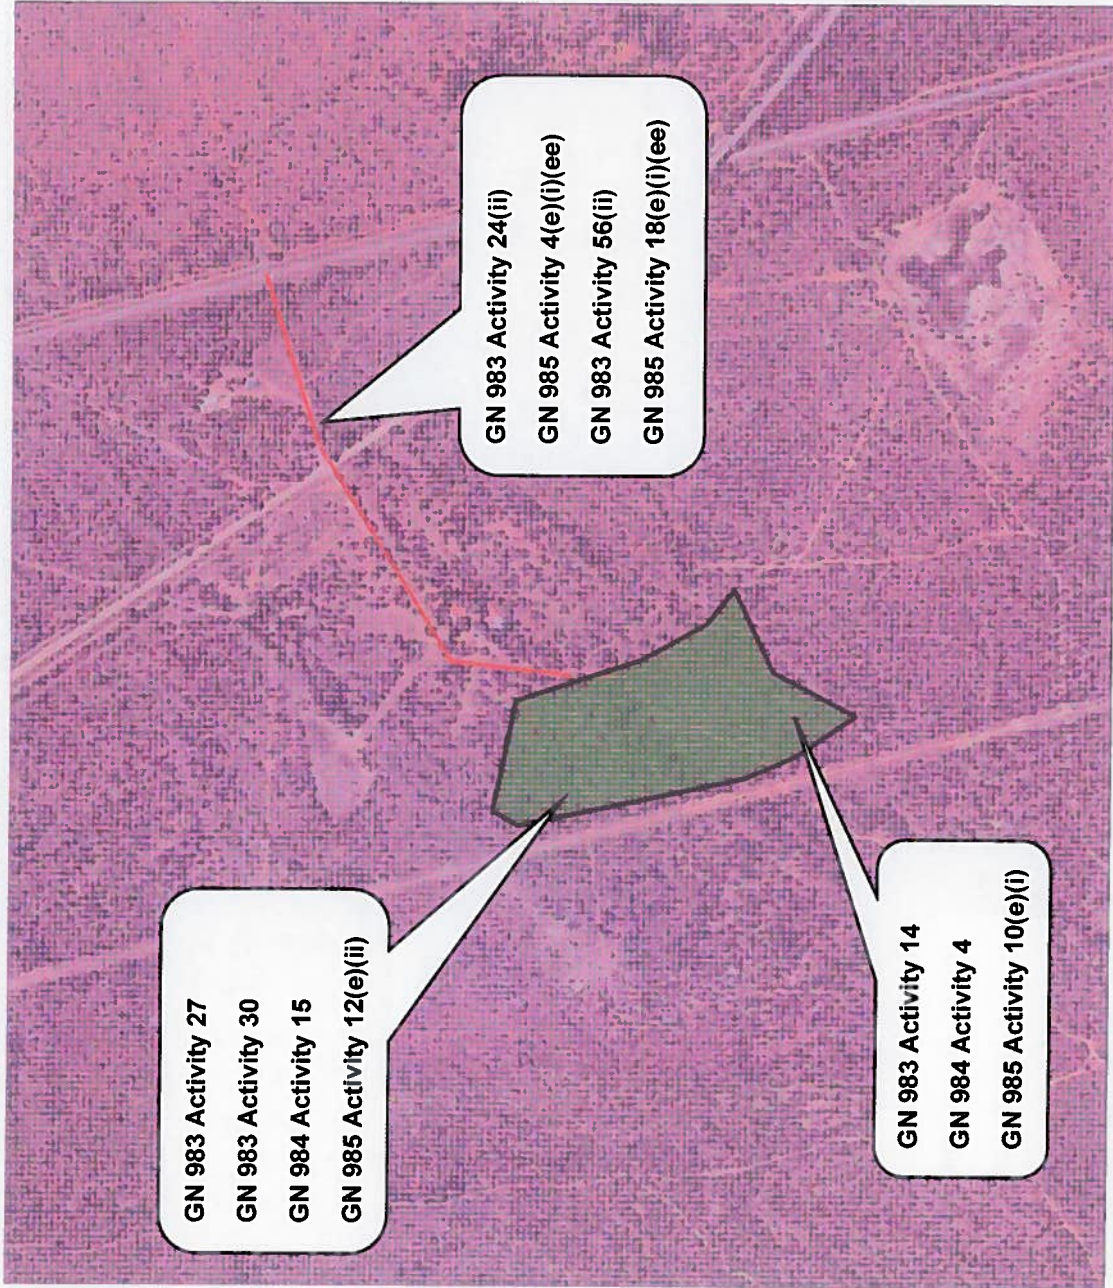 GN 983 Activity 27
GN 983 Activity 30
GN 984 Activity 15
GN 985 Activity 12(e)(ii)
GN 983 Activity 14
GN 984 Activity 4
GN 985 Activity 10(e)(i)
GN 983 Activity 24(ii)
GN 985 Activity 4(e)(i)(ee)
GN 983 Activity 56(ii)
GN 985 Activity 18(e)(i)(ee)